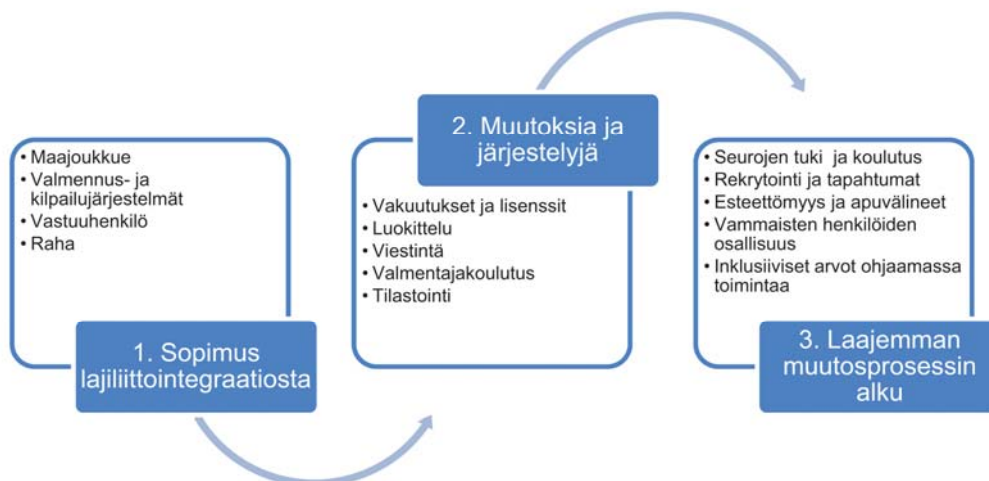 • Maajoukkue
• Valmennus- ja
kilpailujärjestelmät
• Vastuuhenkilö
• Raha
1. Sopimus
lajiliittointegraatiosta
2. Muutoksia ja
järjestelyjä
• Vakuutukset ja lisenssit
• Luokittelu
• Viestintä
• Valmentajakoulutus
• Tilastointi
• Seurojen tuki ja koulutus
• Rekrytointi ja tapahtumat
• Esteettömyys ja apuvälineet
• Vammaisten henkilöiden
osallisuus
• Inklusiiviset arvot ohjaamassa
toimintaa
3. Laajemman
muutosprosessin
alku